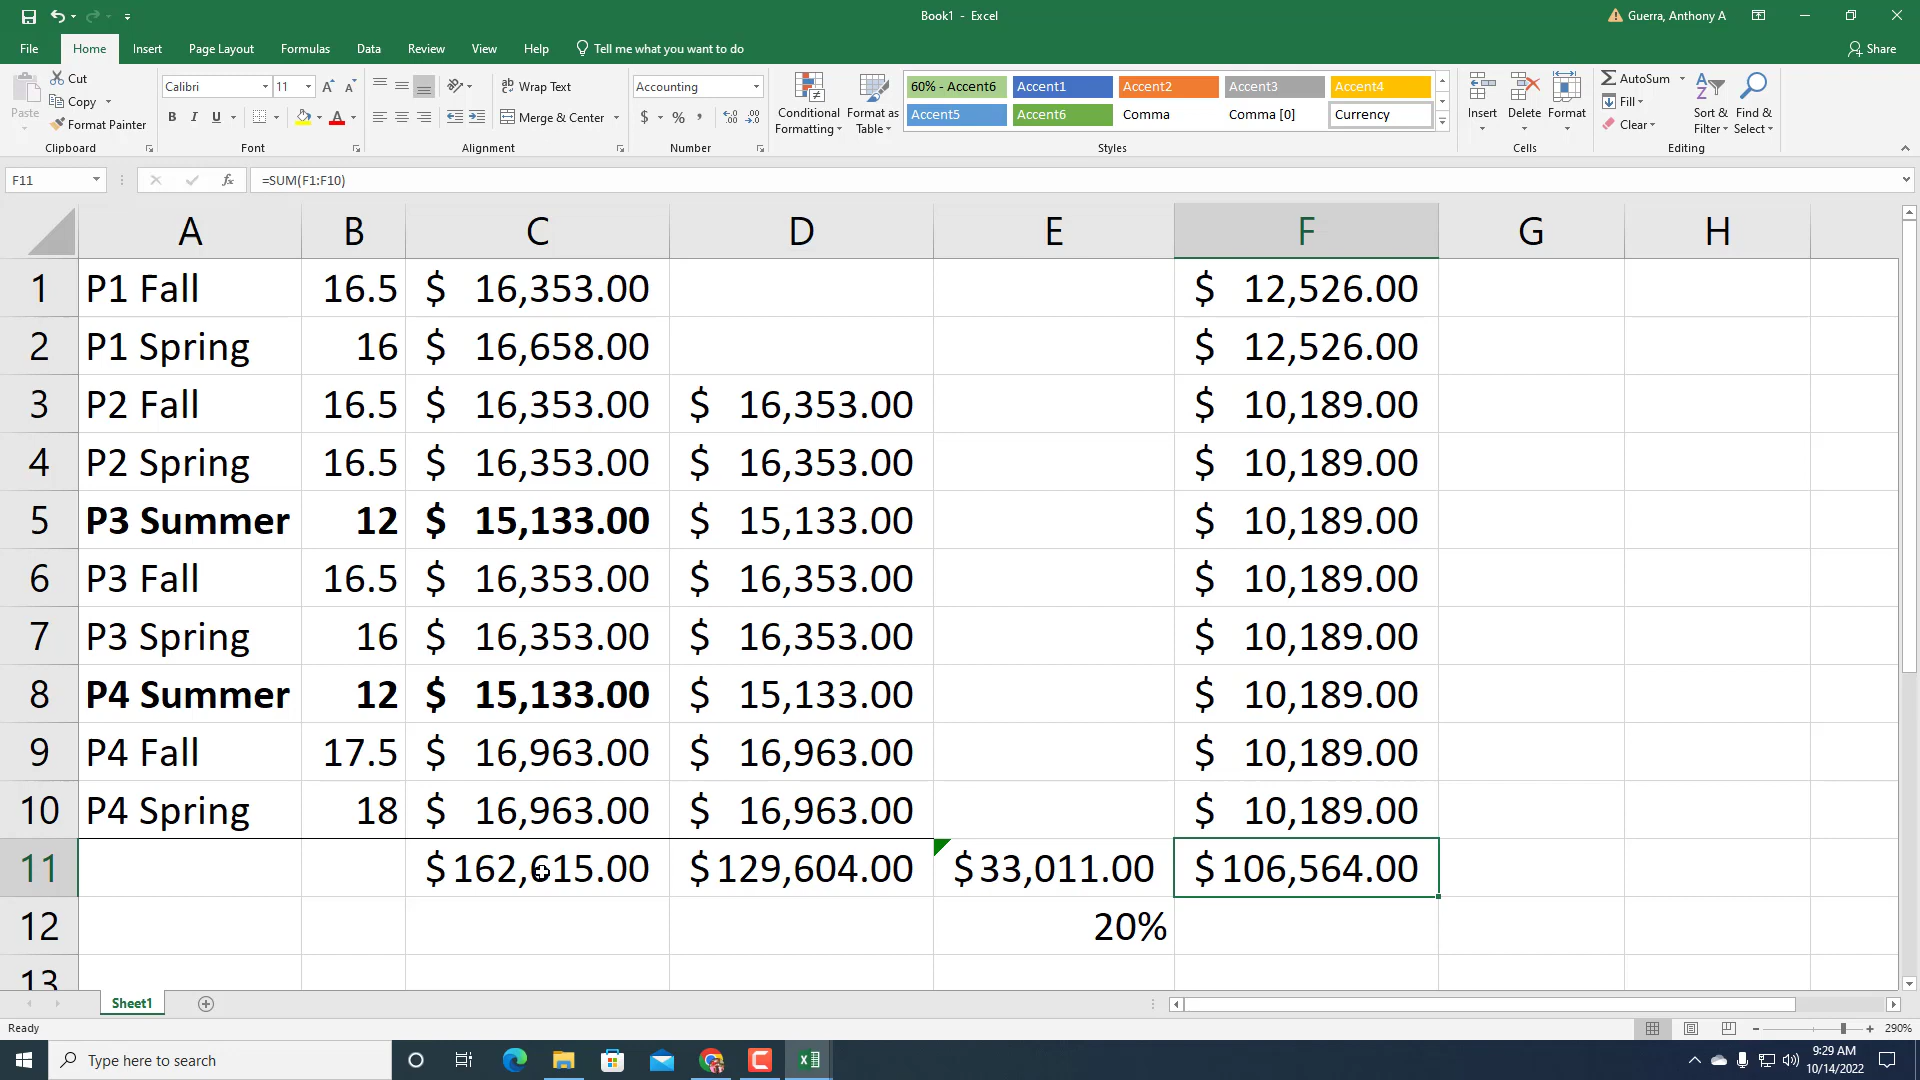 Book1 - Excel
Guerra, Anthony A
File Home Insert Page Layout Formulas Data Review View Help Tell me what you want to do
Share
Paste
Cut
Copy
Format Painter
Clipboard
Calibri 11
B I U
Font
Wrap Text
Merge & Center
Alignment
Accounting
$ % ,
Number
Conditional Formatting
Format as Table
60% - Accent6 Accent1 Accent2 Accent3 Accent4
Accent5 Accent6 Comma Comma [0] Currency
Styles
Insert Delete Format
Cells
AutoSum
Fill
Clear
Sort & Filter
Find & Select
Editing
F11 fx =SUM(F1:F10)
A B C D E F G H
1 P1 Fall 16.5 $ 16,353.00 $ 12,526.00
2 P1 Spring 16 $ 16,658.00 $ 12,526.00
3 P2 Fall 16.5 $ 16,353.00 $ 16,353.00 $ 10,189.00
4 P2 Spring 16.5 $ 16,353.00 $ 16,353.00 $ 10,189.00
5 P3 Summer 12 $ 15,133.00 $ 15,133.00 $ 10,189.00
6 P3 Fall 16.5 $ 16,353.00 $ 16,353.00 $ 10,189.00
7 P3 Spring 16 $ 16,353.00 $ 16,353.00 $ 10,189.00
8 P4 Summer 12 $ 15,133.00 $ 15,133.00 $ 10,189.00
9 P4 Fall 17.5 $ 16,963.00 $ 16,963.00 $ 10,189.00
10 P4 Spring 18 $ 16,963.00 $ 16,963.00 $ 10,189.00
11 $162,615.00 $129,604.00 $33,011.00 $106,564.00
12 20%
13
Sheet1
Ready
290%
Type here to search
9:29 AM
10/14/2022